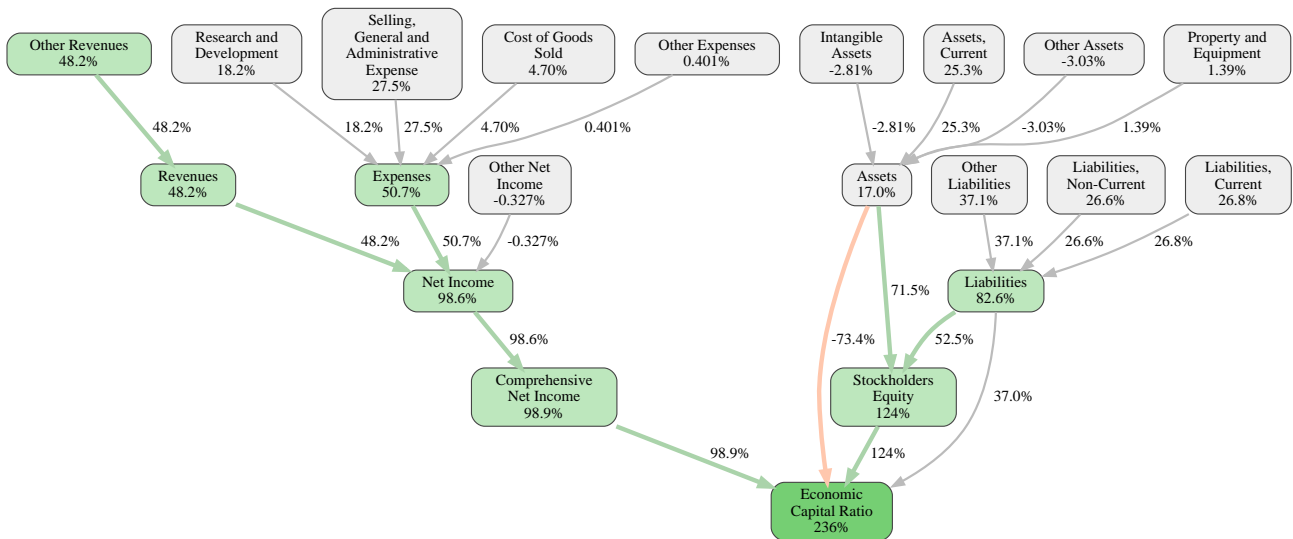 Other Revenues
48.2%
Research and
Development
18.2%
Selling,
General and
Administrative
Expense
27.5%
Cost of Goods
Sold
4.70%
Other Expenses
0.401%
Intangible
Assets
-2.81%
Assets,
Current
25.3%
Other Assets
-3.03%
Property and
Equipment
1.39%
48.2%
18.2%
27.5%
4.70%
0.401%
-2.81%
25.3%
-3.03%
1.39%
Revenues
48.2%
Expenses
50.7%
Other Net
Income
-0.327%
Assets
17.0%
Other
Liabilities
37.1%
Liabilities,
Non-Current
26.6%
Liabilities,
Current
26.8%
48.2%
50.7%
-0.327%
37.1%
26.6%
26.8%
Net Income
98.6%
71.5%
Liabilities
82.6%
98.6%
-73.4%
52.5%
Comprehensive
Net Income
98.9%
Stockholders
Equity
124%
37.0%
98.9%
124%
Economic
Capital Ratio
236%